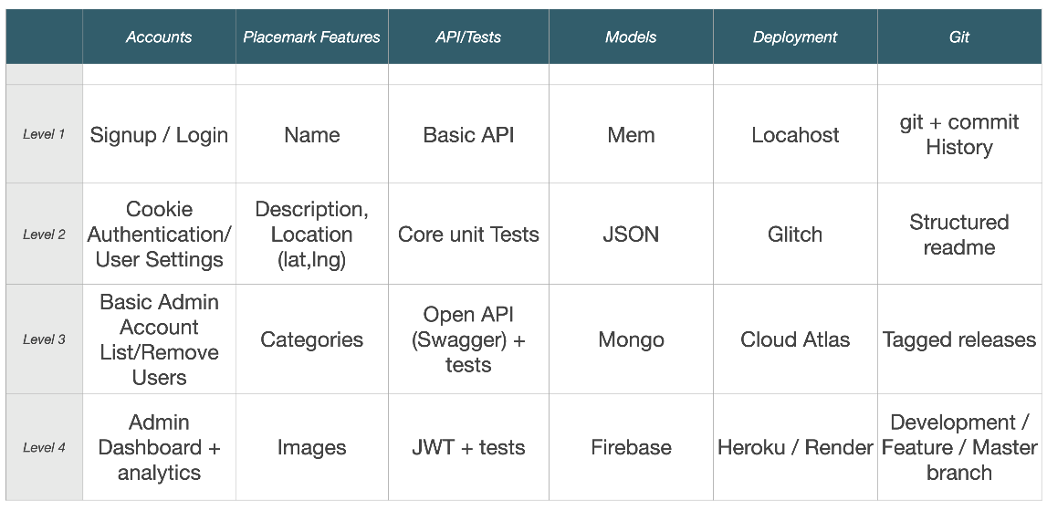 Accounts Placemark Features API/Tests Models Deployment Git
Level 1 Signup / Login Name Basic API Mem Locahost git + commit
History
Level 2 Cookie
Authentication/
User Settings Description,
Location
(lat,lng) Core unit Tests JSON Glitch Structured
readme
Level 3 Basic Admin
Account
List/Remove
Users Categories Open API
(Swagger) +
tests Mongo Cloud Atlas Tagged releases
Level 4 Admin
Dashboard +
analytics Images JWT + tests Firebase Heroku / Render Development /
Feature / Master
branch